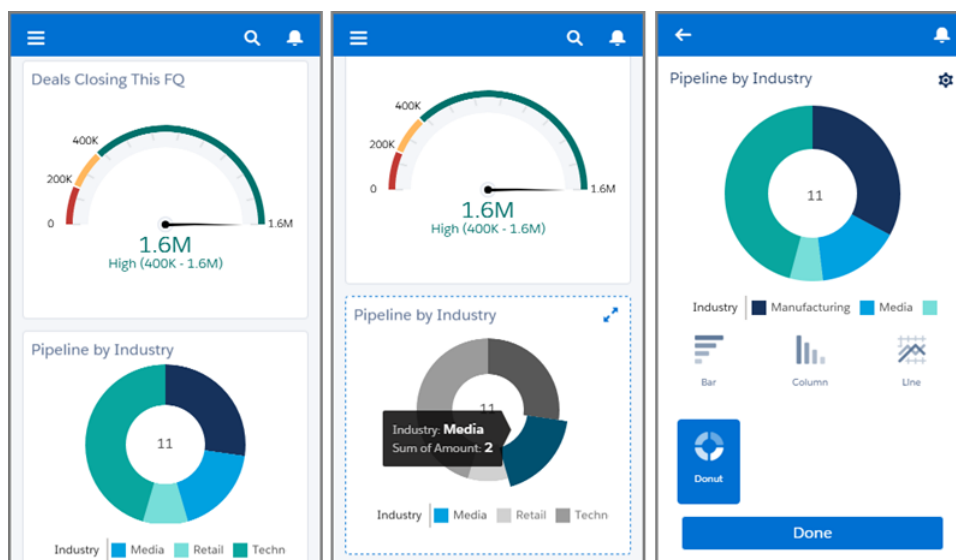 Deals Closing This FQ
400K
200K
0
1.6M
1.6M
High (400K - 1.6M)
Pipeline by Industry
11
Industry Media Retail Techn
400K
200K
0
1.6M
1.6M
High (400K - 1.6M)
Pipeline by Industry
11
Industry: Media
Sum of Amount: 2
Industry Media Retail Techn
Pipeline by Industry
11
Industry Manufacturing Media
Bar Column LIne
Donut
Done